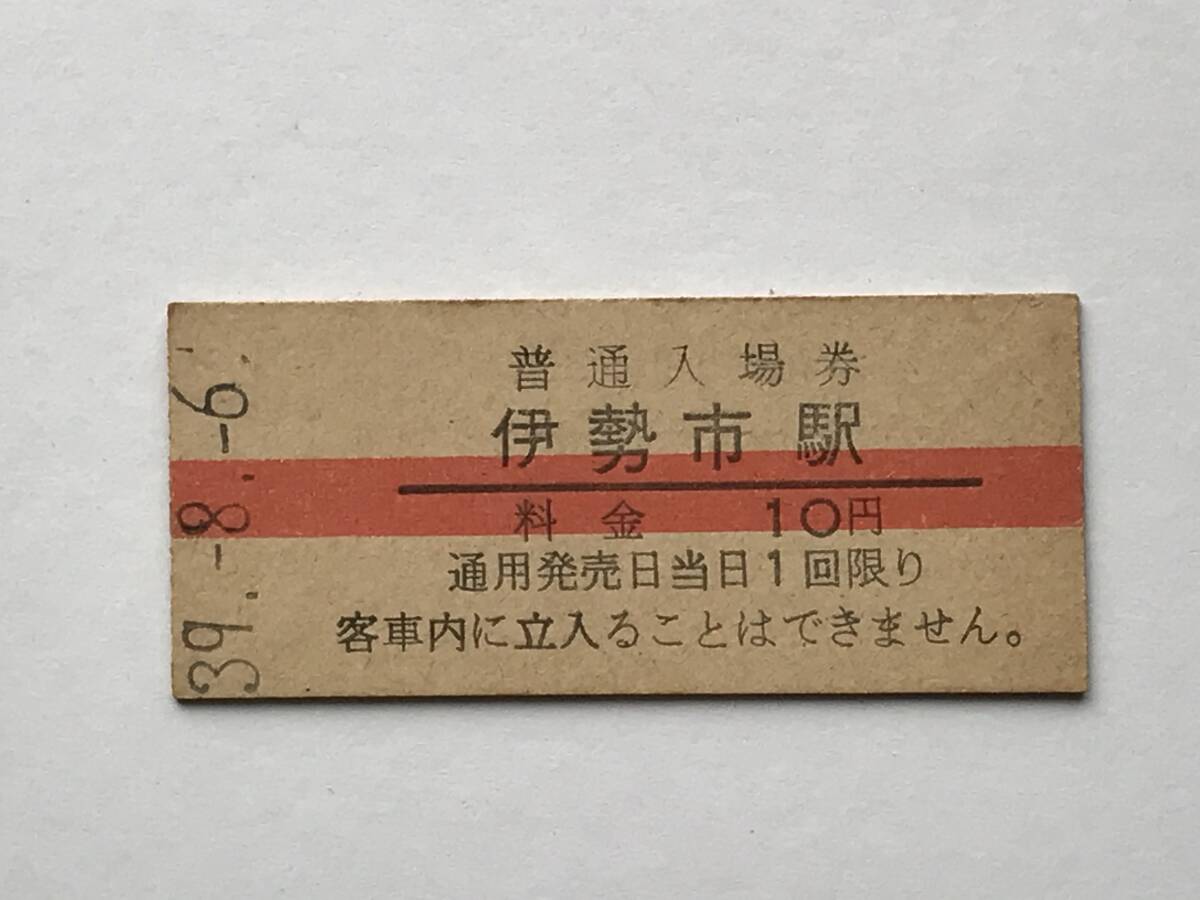 普通入場券
伊勢市駅
料金 10円
通用発売日当日1回限り
客車内に立入ることはできません。
39.-8.-6.